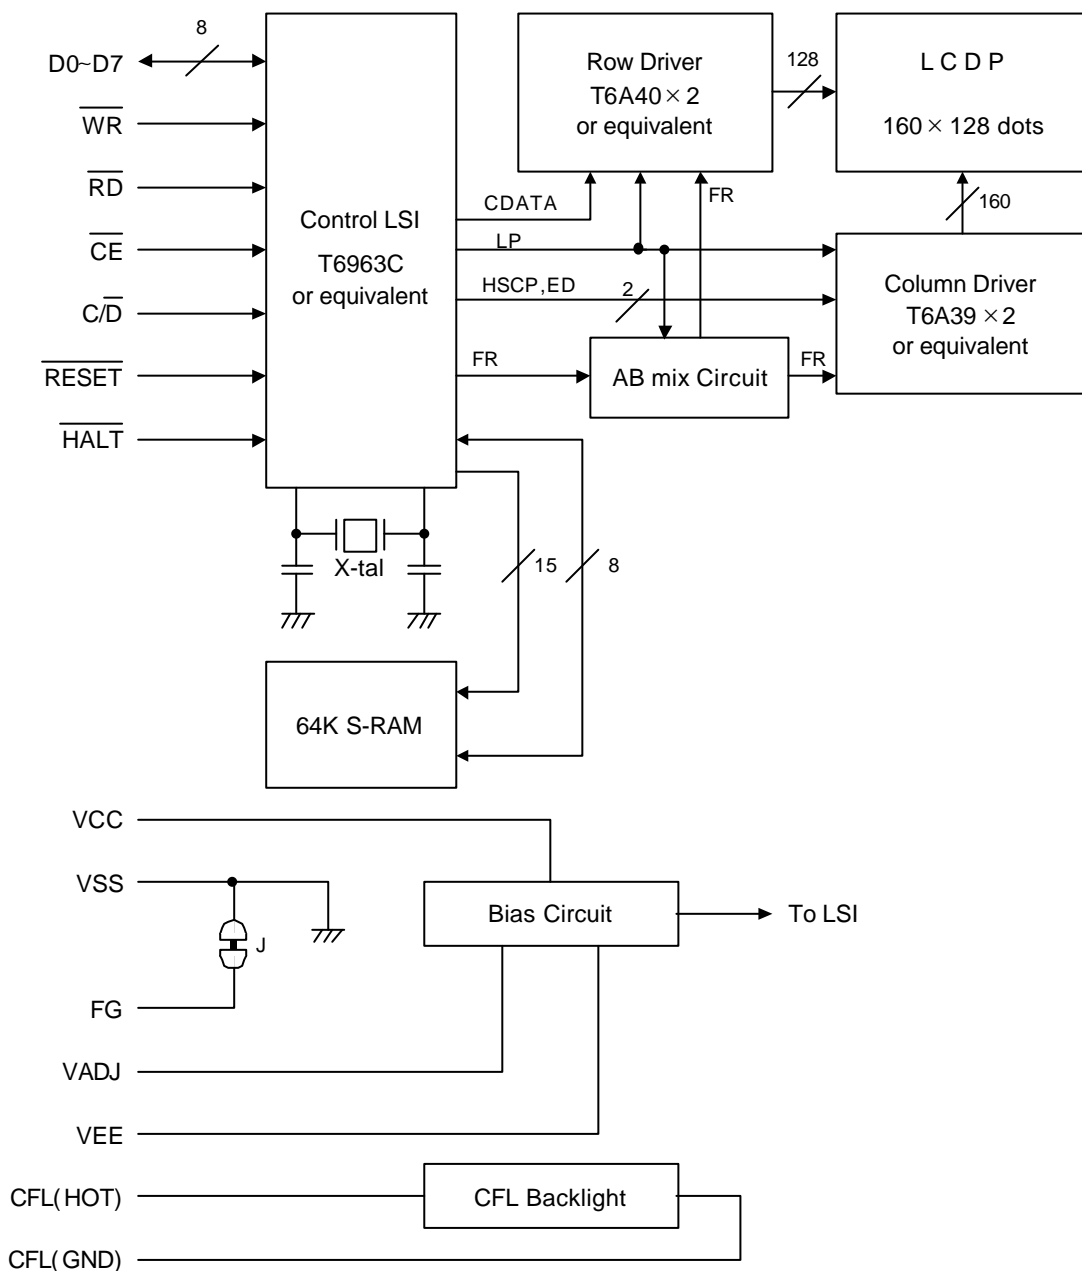 8
D0~D7
WR
RD
CE
C/D
RESET
HALT
Control LSI
T6963C
or equivalent
Row Driver
T6A40×2
or equivalent
128
L C D P
160×128 dots
CDATA
LP
HSCP,ED
2
FR
FR
160
Column Driver
T6A39 ×2
or equivalent
AB mix Circuit
FR
X-tal
15
8
64K S-RAM
VCC
VSS
J
FG
VADJ
VEE
Bias Circuit
To LSI
CFL(HOT)
CFL Backlight
CFL(GND)